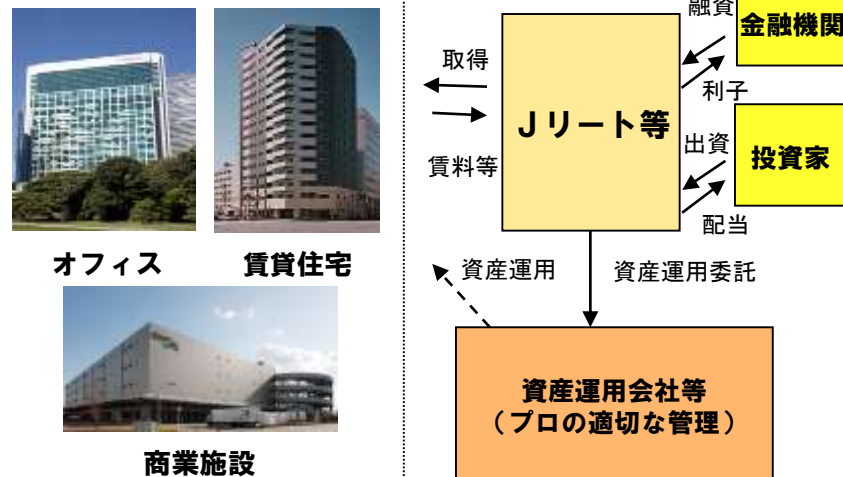 オフィス
賃貸住宅
商業施設
融資
金融機関
取得
利子
Jリート等
賃料等
出資
投資家
配当
資産運用
資産運用委託
資産運用会社等
（プロの適切な管理）